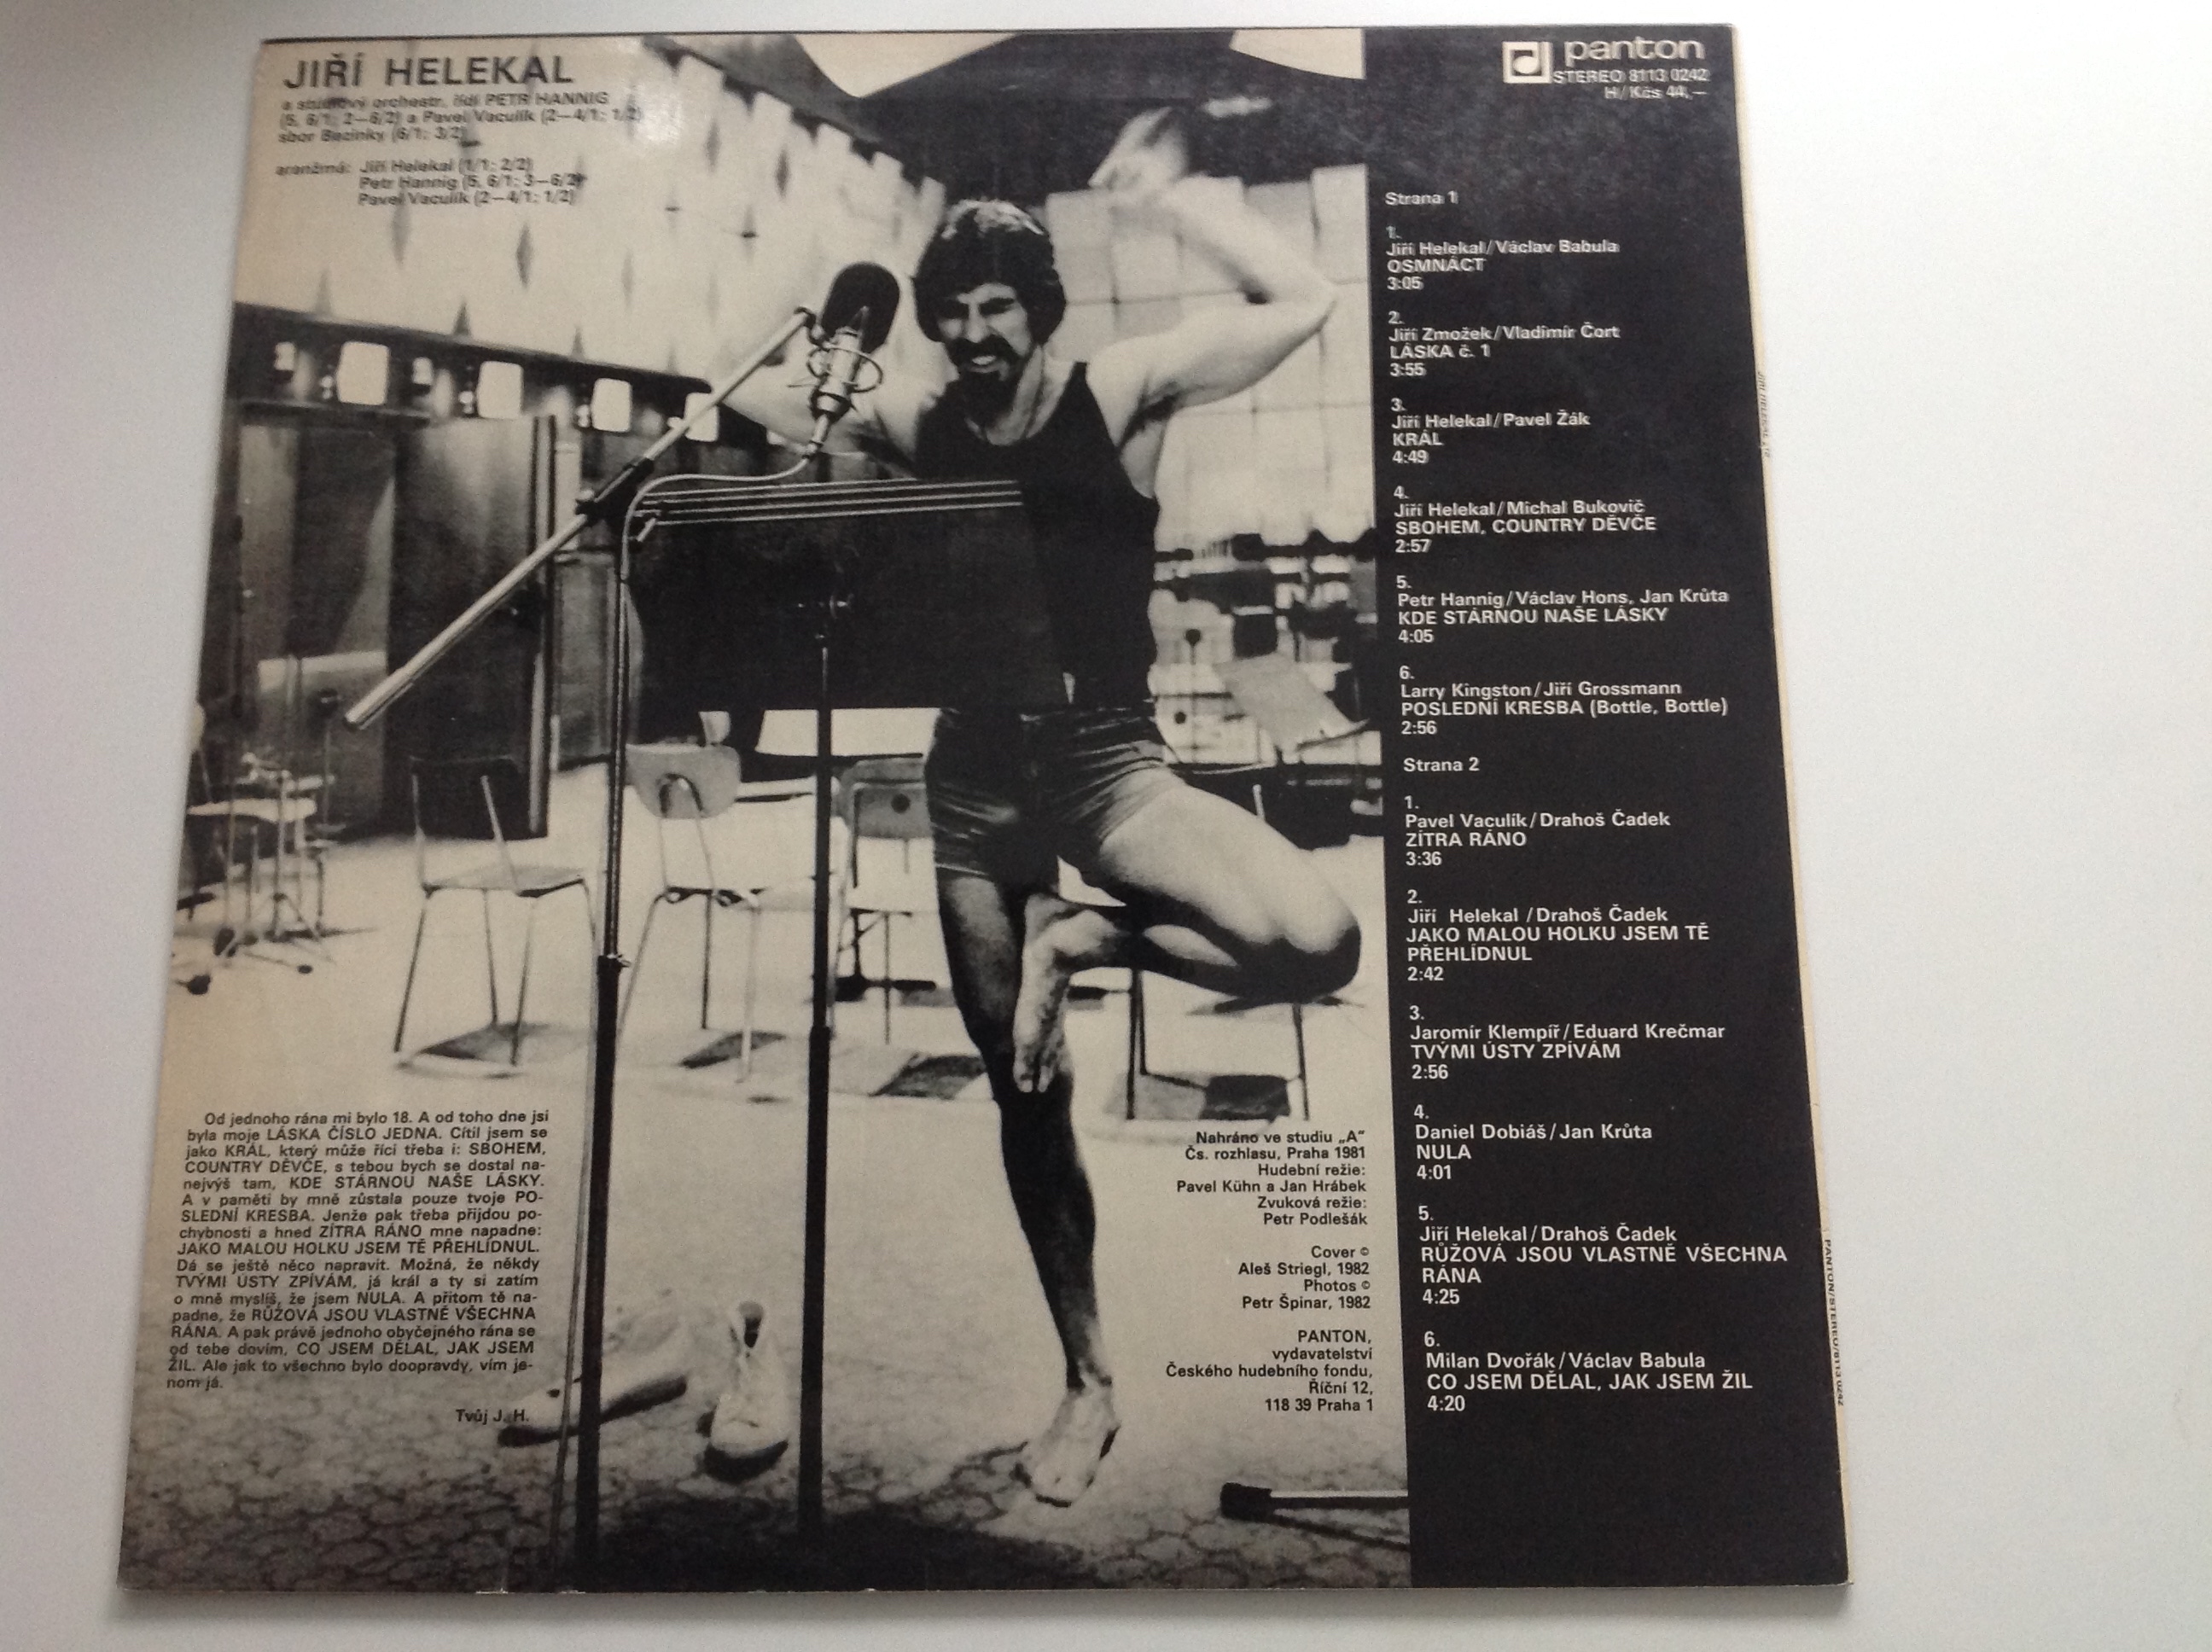 JIŘÍ HELEKAL
a studiový orchestr, řídí PETR HANNIG
(5, 6/1; 2—6/2) a Pavel Vaculík (2—4/1; 1/2)
sbor Bezinky (6/1; 3/2)
aranžmá: Jiří Helekal (1/1; 2/2)
Petr Hannig (5, 6/1; 3—6/2)
Pavel Vaculík (2—4/1; 1/2)
panton
STEREO 8113 0242
H/Kčs 44,—
Strana 1
1.
Jiří Helekal/Václav Babula
OSMNÁCT
3:05
2.
Jiří Zmožek/Vladimír Čort
LÁSKA č. 1
3:55
3.
Jiří Helekal/Pavel Žák
KRÁL
4:49
4.
Jiří Helekal/Michal Bukovič
SBOHEM, COUNTRY DĚVČE
2:57
5.
Petr Hannig/Václav Hons, Jan Krůta
KDE STÁRNOU NAŠE LÁSKY
4:05
6.
Larry Kingston/Jiří Grossmann
POSLEDNÍ KRESBA (Bottle, Bottle)
2:56
Strana 2
1.
Pavel Vaculík/Drahoš Čadek
ZÍTRA RÁNO
3:36
2.
Jiří Helekal/Drahoš Čadek
JAKO MALOU HOLKU JSEM TĚ
PŘEHLÍDNUL
2:42
3.
Jaromír Klempíř/Eduard Krečmar
TVÝMI ÚSTY ZPÍVÁM
2:56
4.
Daniel Dobiáš/Jan Krůta
NULA
4:01
5.
Jiří Helekal/Drahoš Čadek
RŮŽOVÁ JSOU VLASTNĚ VŠECHNA
RÁNA
4:25
6.
Milan Dvořák/Václav Babula
CO JSEM DĚLAL, JAK JSEM ŽIL
4:20
Od jednoho rána mi bylo 18. A od toho dne jsi
byla moje LÁSKA ČÍSLO JEDNA. Cítil jsem se
jako KRÁL, který může říci třeba i: SBOHEM,
COUNTRY DĚVČE, s tebou bych se dostal na-
nejvýš tam, KDE STÁRNOU NAŠE LÁSKY.
A v paměti by mně zůstala pouze tvoje PO-
SLEDNÍ KRESBA. Jenže pak třeba přijdou po-
chybnosti a hned ZÍTRA RÁNO mne napadne:
JAKO MALOU HOLKU JSEM TĚ PŘEHLÍDNUL.
Dá se ještě něco napravit. Možná, že někdy
TVÝMI ÚSTY ZPÍVÁM, já král a ty si zatím
o mně myslíš, že jsem NULA. A přitom tě na-
padne, že RŮŽOVÁ JSOU VLASTNĚ VŠECHNA
RÁNA. A pak právě jednoho obyčejného rána se
od tebe dovím, CO JSEM DĚLAL, JAK JSEM
ŽIL. Ale jak to všechno bylo doopravdy, vím je-
nom já.
Tvůj J. H.
Nahráno ve studiu „A“
Čs. rozhlasu, Praha 1981
Hudební režie:
Pavel Kühn a Jan Hrábek
Zvuková režie:
Petr Podlešák
Cover ©
Aleš Striegl, 1982
Photos ©
Petr Špinar, 1982
PANTON,
vydavatelství
Českého hudebního fondu,
Říční 12,
118 39 Praha 1
PANTON/STEREO/8113 0242